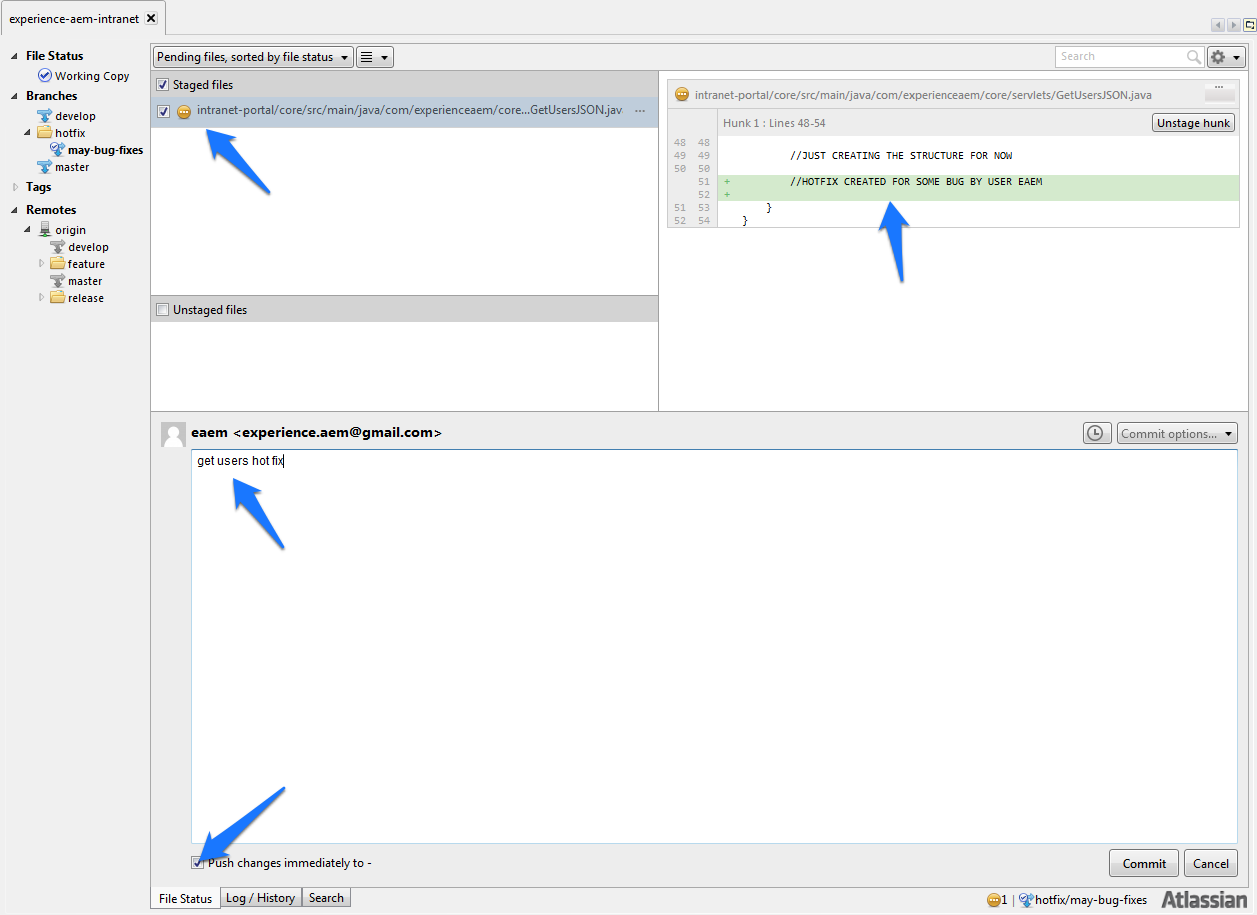 experience-aem-intranet
File Status
Working Copy
Branches
develop
hotfix
may-bug-fixes
master
Tags
Remotes
origin
develop
feature
master
release
Pending files, sorted by file status
Search
Staged files
intranet-portal/core/src/main/java/com/experienceaem/core...GetUsersJSON.java
Unstaged files
intranet-portal/core/src/main/java/com/experienceaem/core/servlets/GetUsersJSON.java
Hunk 1 : Lines 48-54
Unstage hunk
48 48
49 49 //JUST CREATING THE STRUCTURE FOR NOW
50 50
51 + //HOTFIX CREATED FOR SOME BUG BY USER EAEM
52 +
51 53 }
52 54 }
eaem <experience.aem@gmail.com>
Commit options...
get users hot fix
Push changes immediately to -
Commit
Cancel
File Status
Log / History
Search
1
hotfix/may-bug-fixes
Atlassian